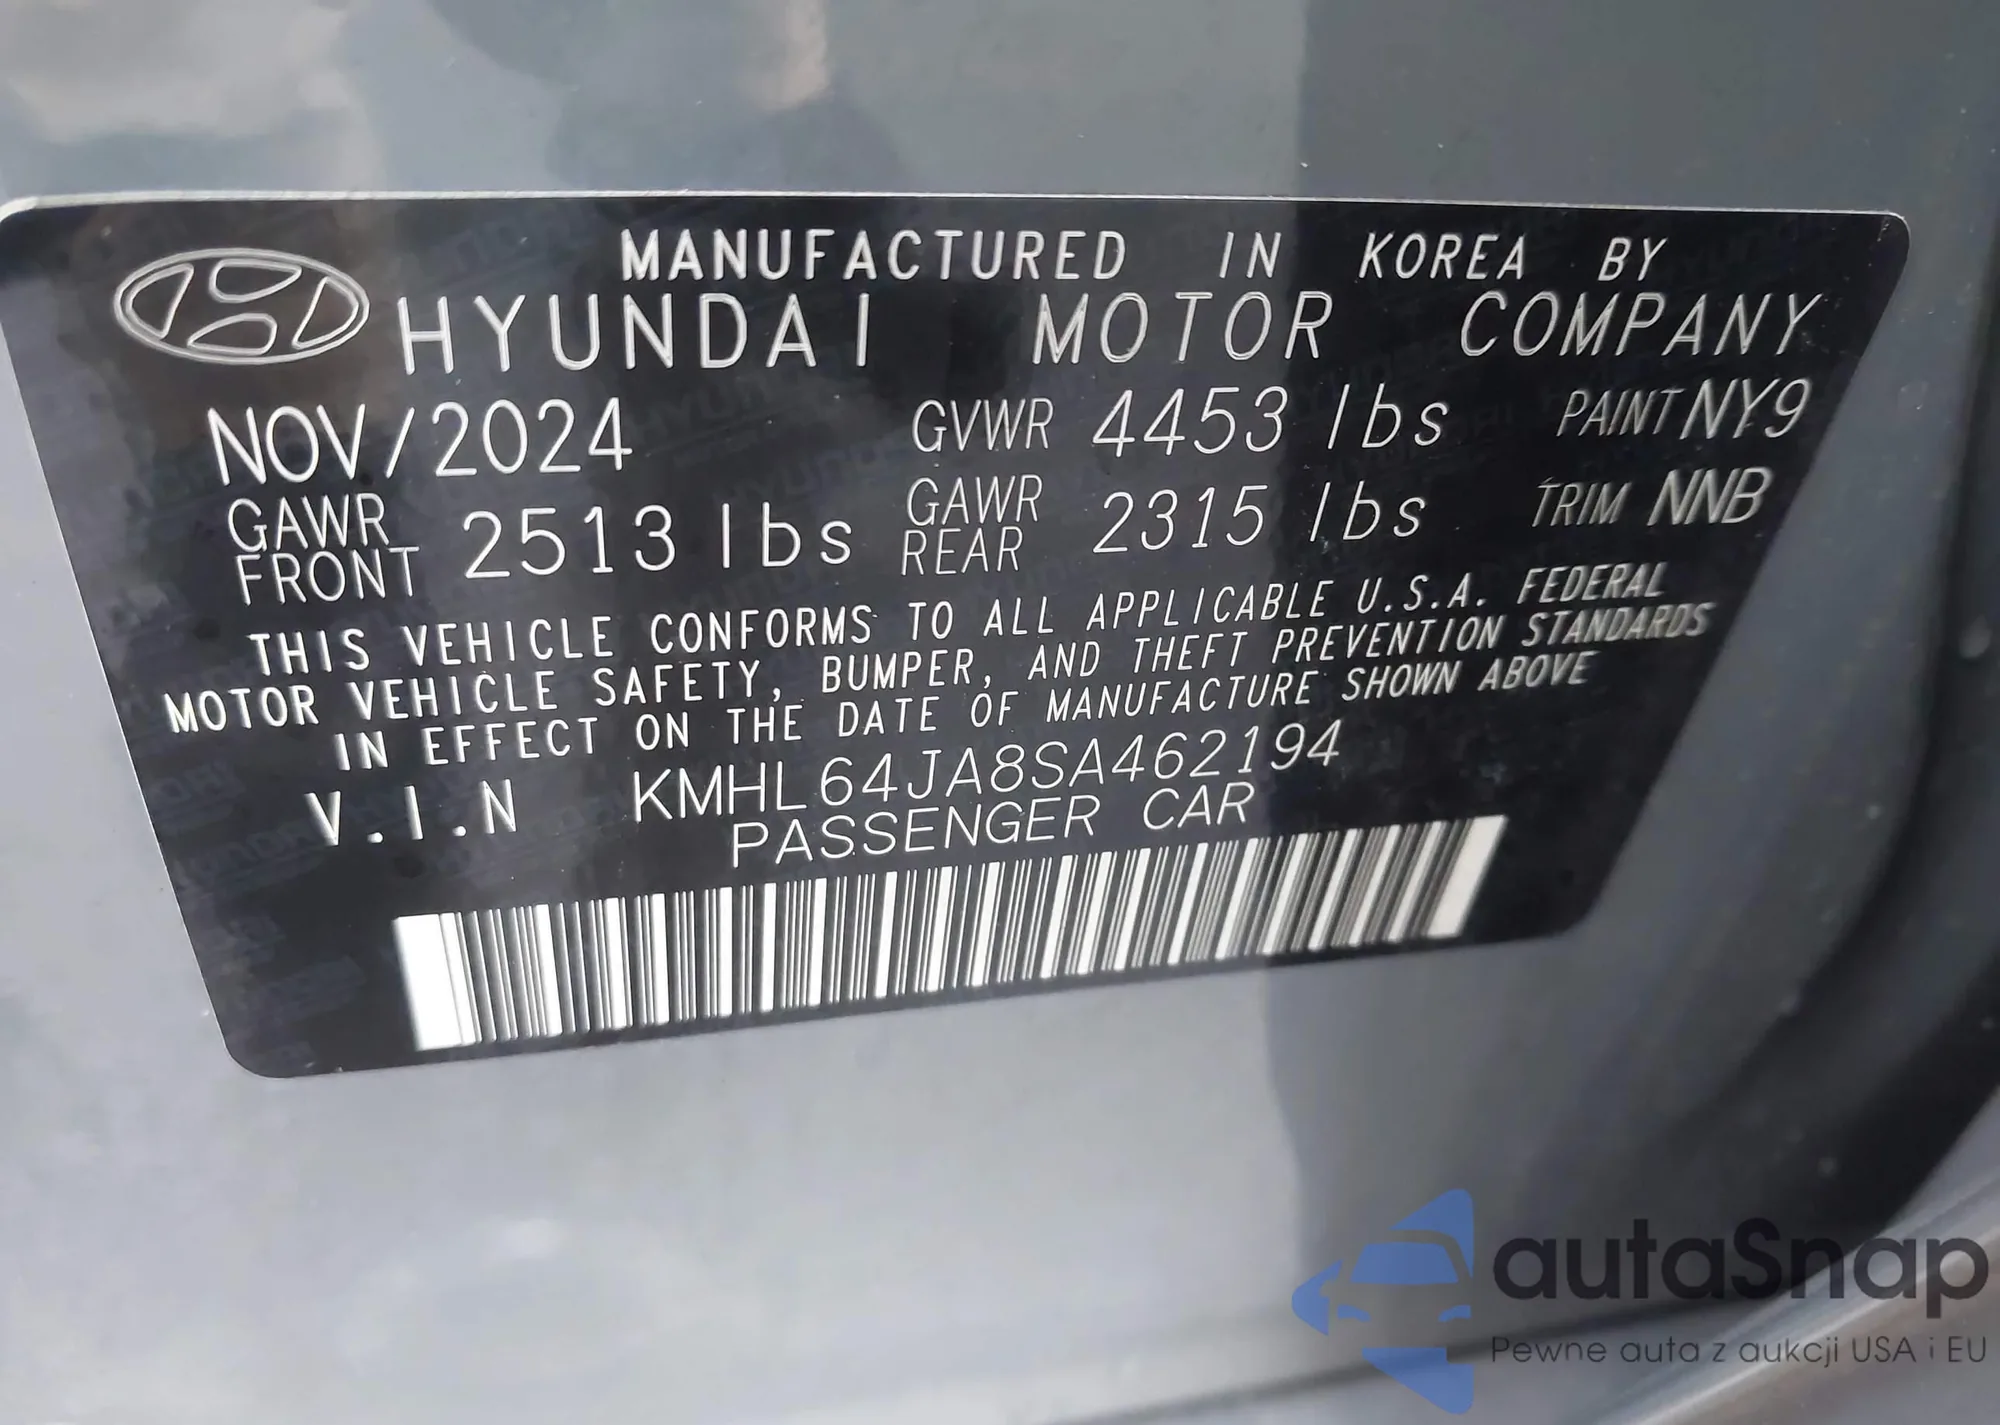 MANUFACTURED IN KOREA BY
HYUNDAI MOTOR COMPANY
NOV/2024 GVWR 4453 lbs PAINT NY9
GAWR FRONT 2513 lbs GAWR REAR 2315 lbs TRIM NNB
THIS VEHICLE CONFORMS TO ALL APPLICABLE U.S.A. FEDERAL
MOTOR VEHICLE SAFETY, BUMPER, AND THEFT PREVENTION STANDARDS
IN EFFECT ON THE DATE OF MANUFACTURE SHOWN ABOVE
V.I.N KMHL64JA8SA462194
PASSENGER CAR
autaSnap
Pewne auta z aukcji USA i EU